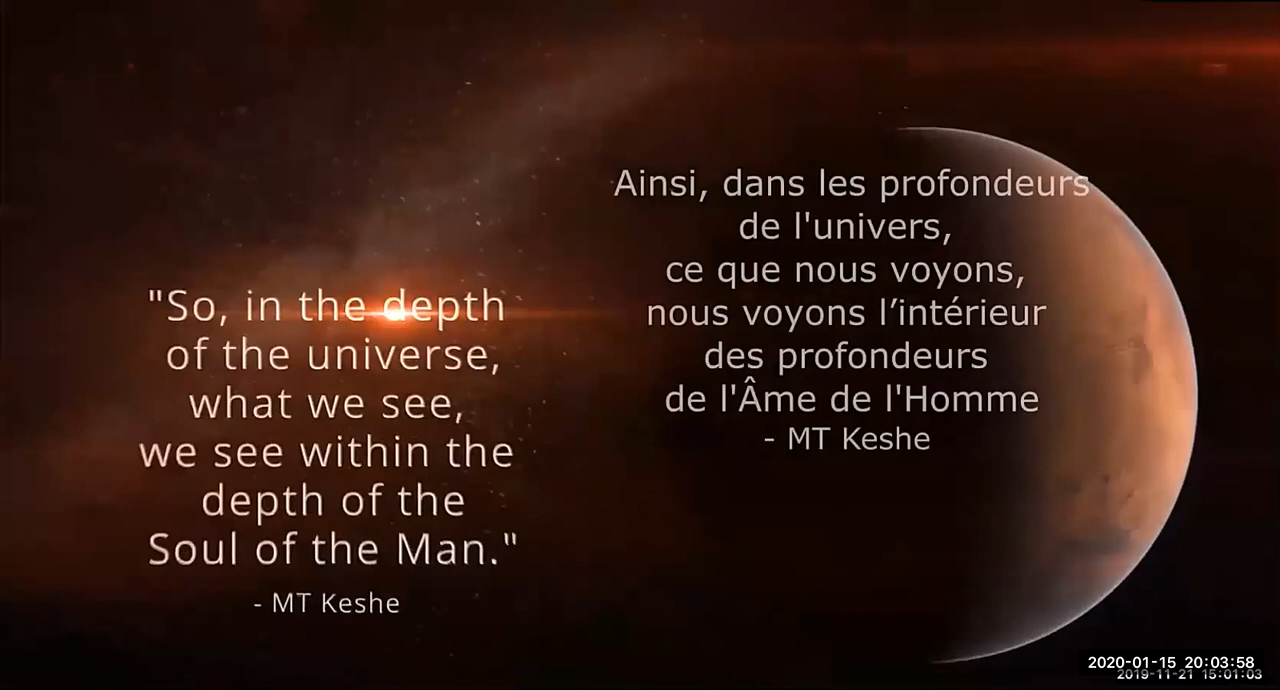 "So, in the depth
of the universe,
what we see,
we see within the
depth of the
Soul of the Man."
- MT Keshe
Ainsi, dans les profondeurs
de l'univers,
ce que nous voyons,
nous voyons l’intérieur
des profondeurs
de l'Âme de l'Homme
- MT Keshe
2020-01-15 20:03:58
2019-11-21 15:01:03